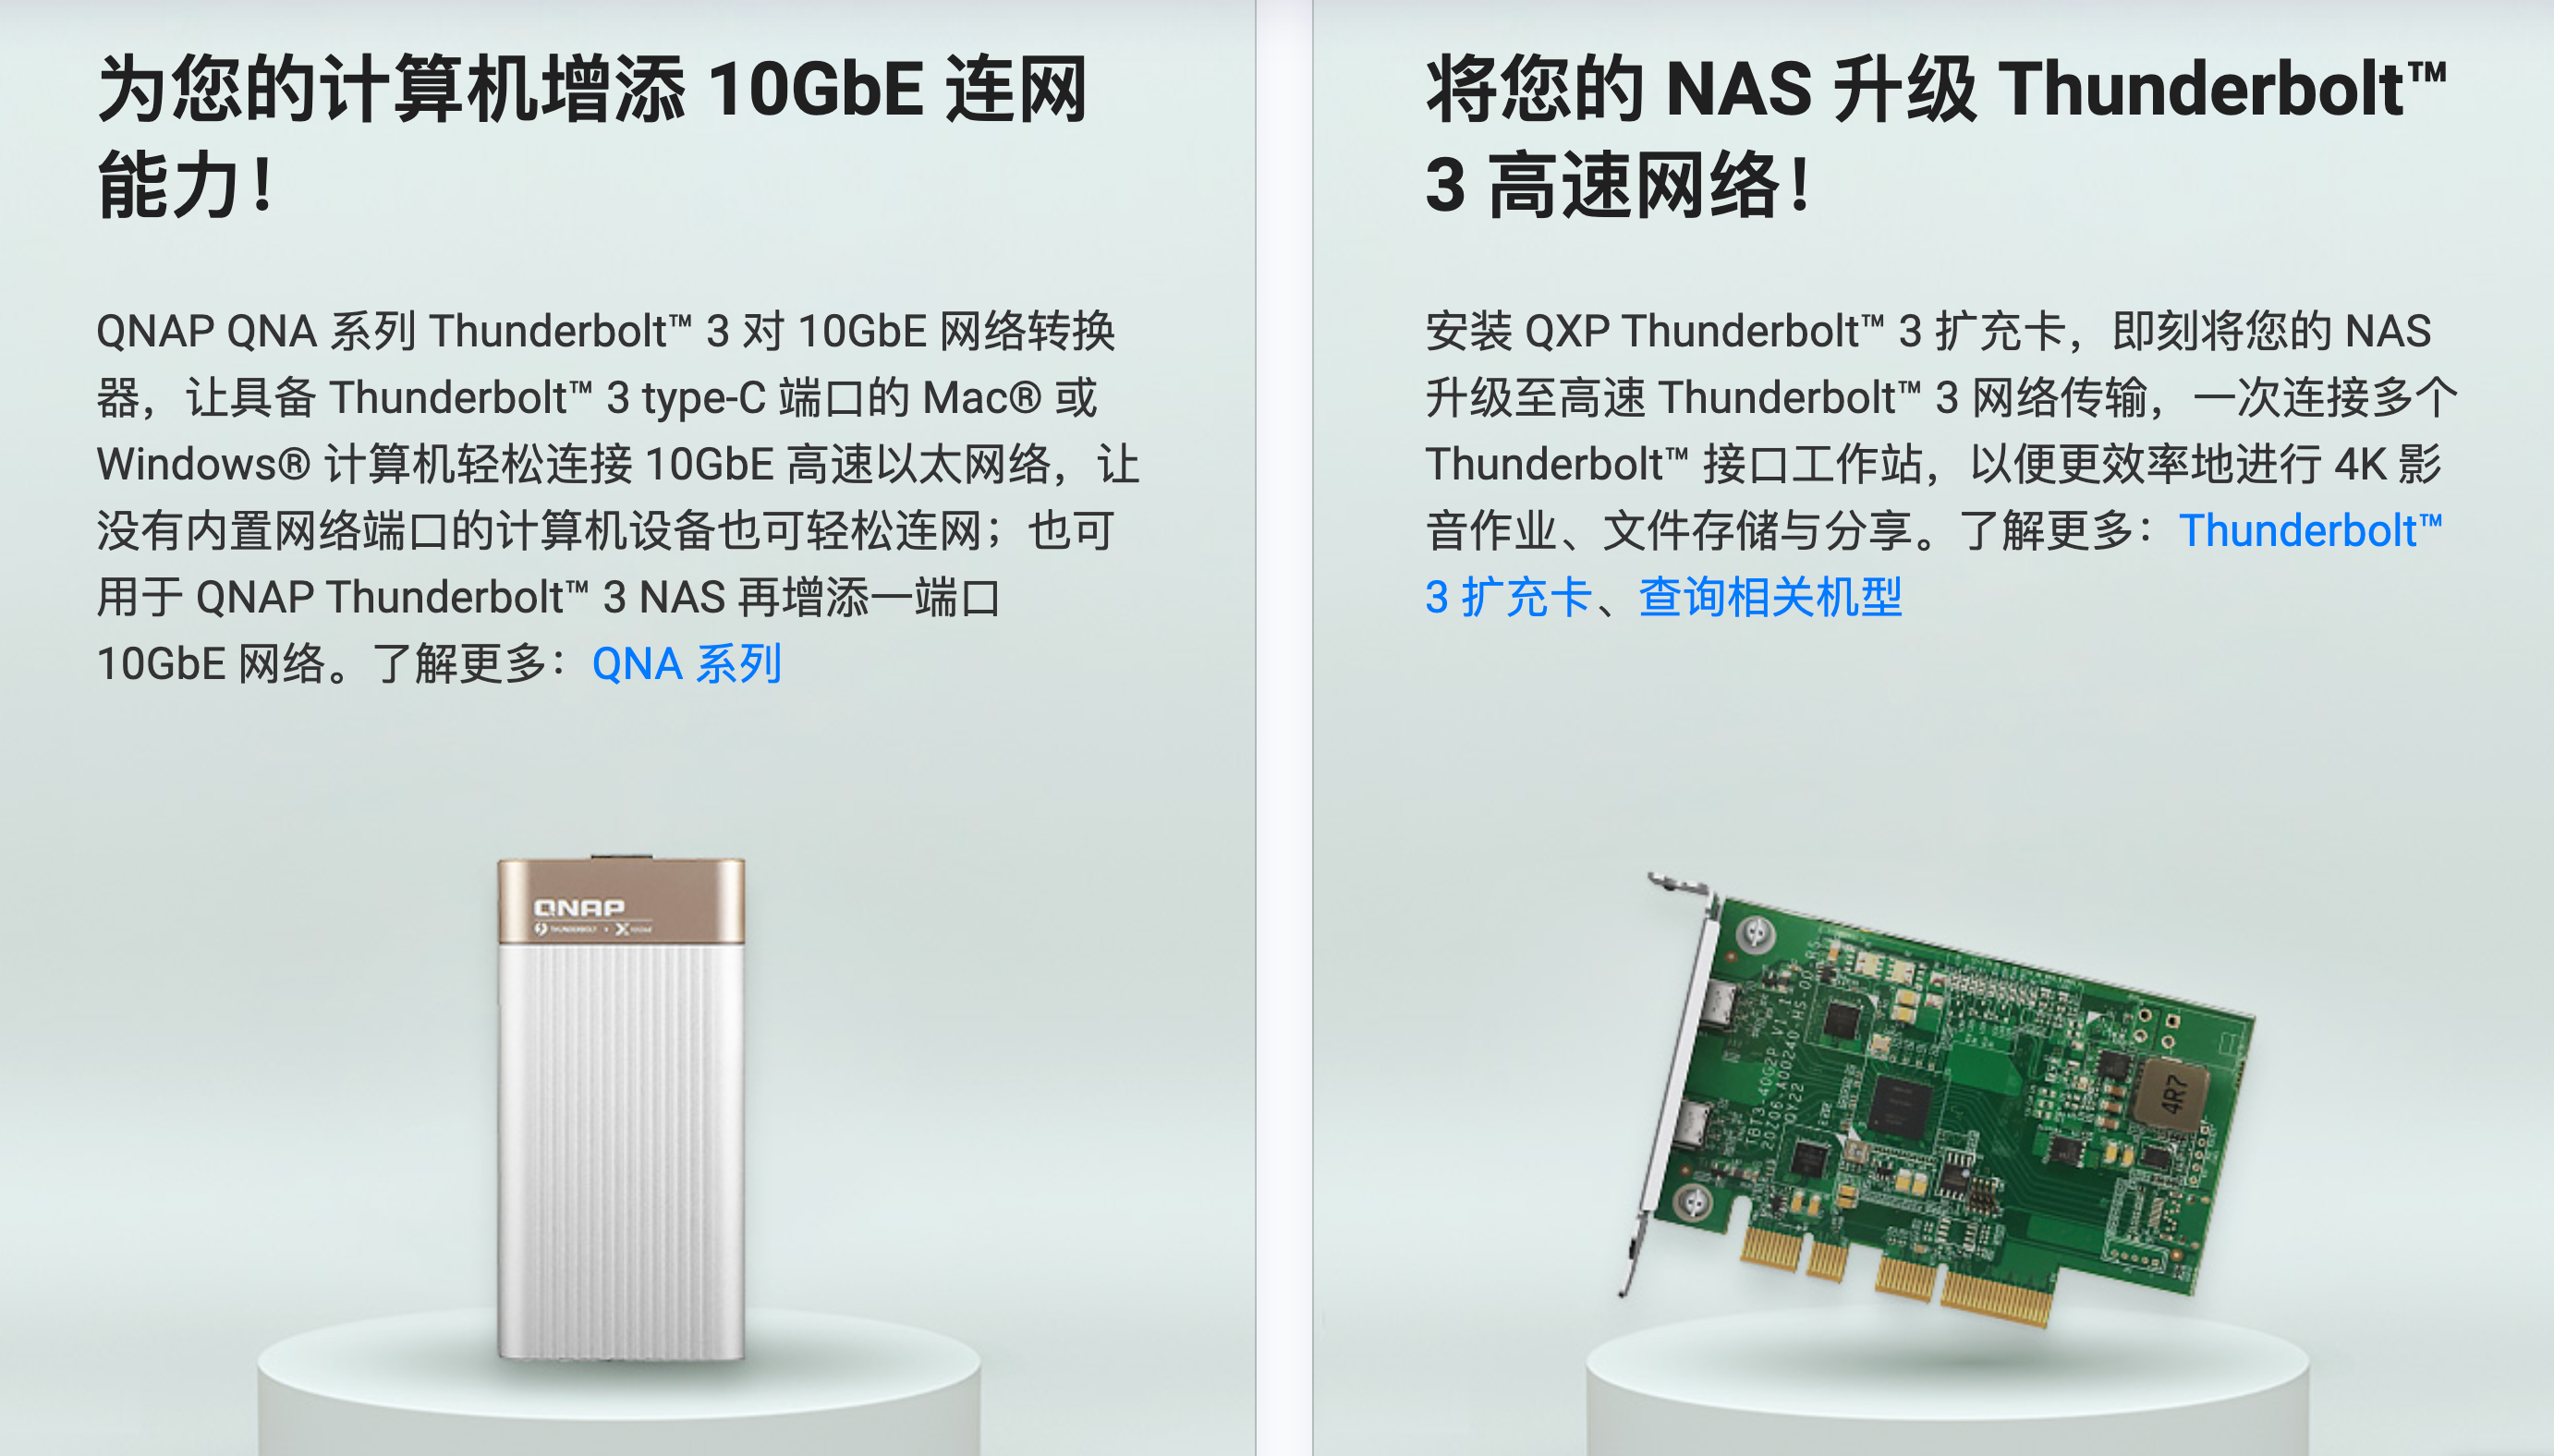 为您的计算机增添 10GbE 连网
能力！
QNAP QNA 系列 Thunderbolt™ 3 对 10GbE 网络转换
器，让具备 Thunderbolt™ 3 type-C 端口的 Mac® 或
Windows® 计算机轻松连接 10GbE 高速以太网络，让
没有内置网络端口的计算机设备也可轻松连网；也可
用于 QNAP Thunderbolt™ 3 NAS 再增添一端口
10GbE 网络。了解更多：QNA 系列
QNAP
THUNDERBOLT
将您的 NAS 升级 Thunderbolt™
3 高速网络！
安装 QXP Thunderbolt™ 3 扩充卡，即刻将您的 NAS
升级至高速 Thunderbolt™ 3 网络传输，一次连接多个
Thunderbolt™ 接口工作站，以便更效率地进行 4K 影
音作业、文件存储与分享。了解更多：Thunderbolt™
3 扩充卡、查询相关机型
TBT3-40G2P V1.1
QY22
4R7